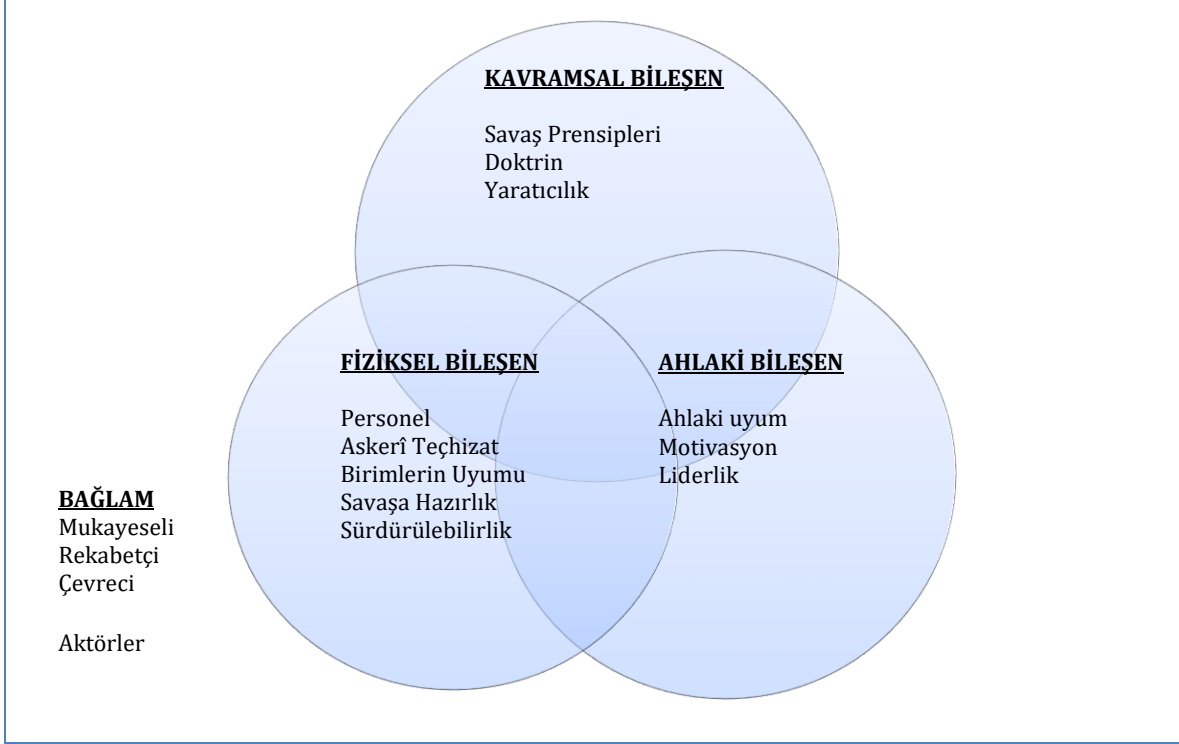 KAVRAMSAL BİLEŞEN
Savaş Prensipleri
Doktrin
Yaratıcılık
FİZİKSEL BİLEŞEN
Personel
Askerî Teçhizat
Birimlerin Uyumu
Savaşa Hazırlık
Sürdürülebilirlik
AHLAKİ BİLEŞEN
Ahlaki uyum
Motivasyon
Liderlik
BAĞLAM
Mukayeseli
Rekabetçi
Çevreci
Aktörler